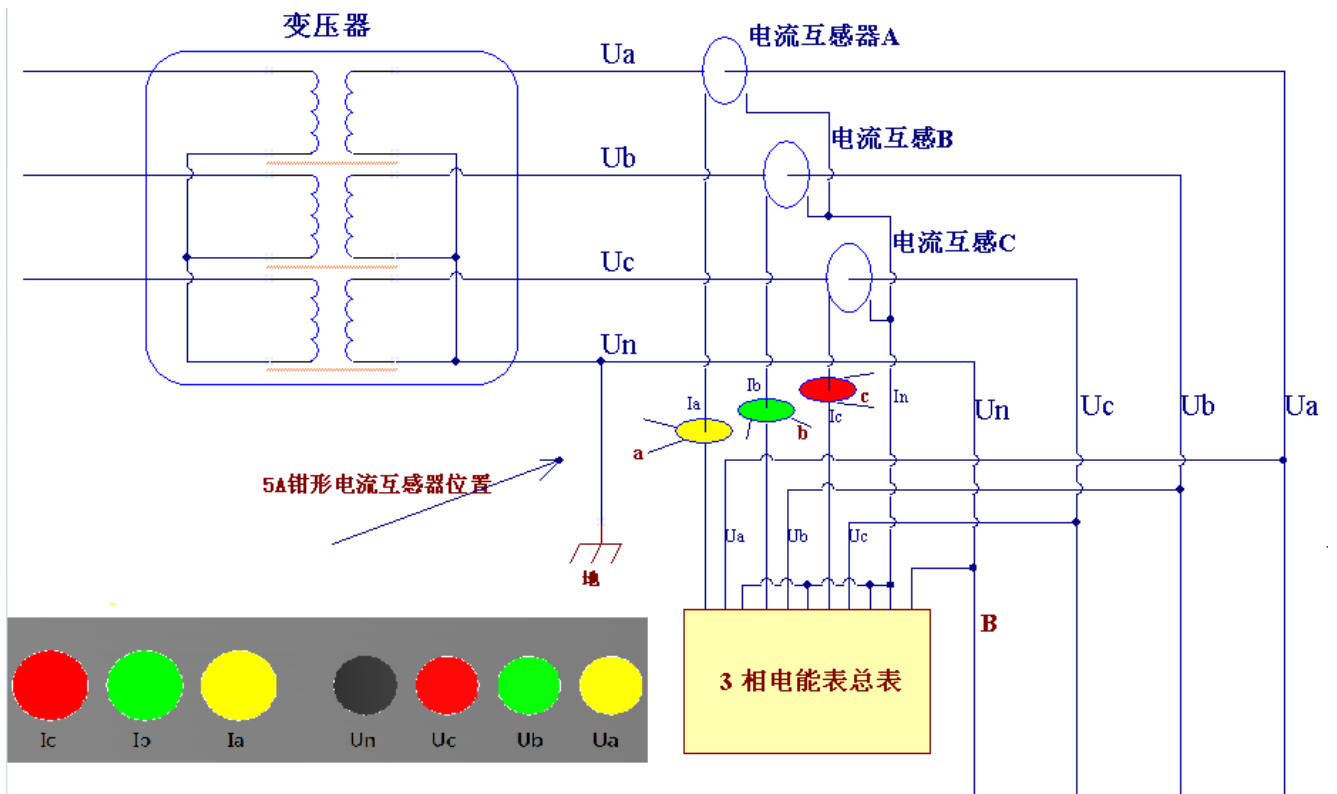 变压器
Ua
电流互感器A
电流互感B
Ub
电流互感C
Uc
Un
Ia
Ib
c
Ic
In
Un
Uc
Ub
Ua
a
b
5A钳形电流互感器位置
Ua
Ub
Uc
地
B
3 相电能表总表
Ic
Ib
Ia
Un
Uc
Ub
Ua